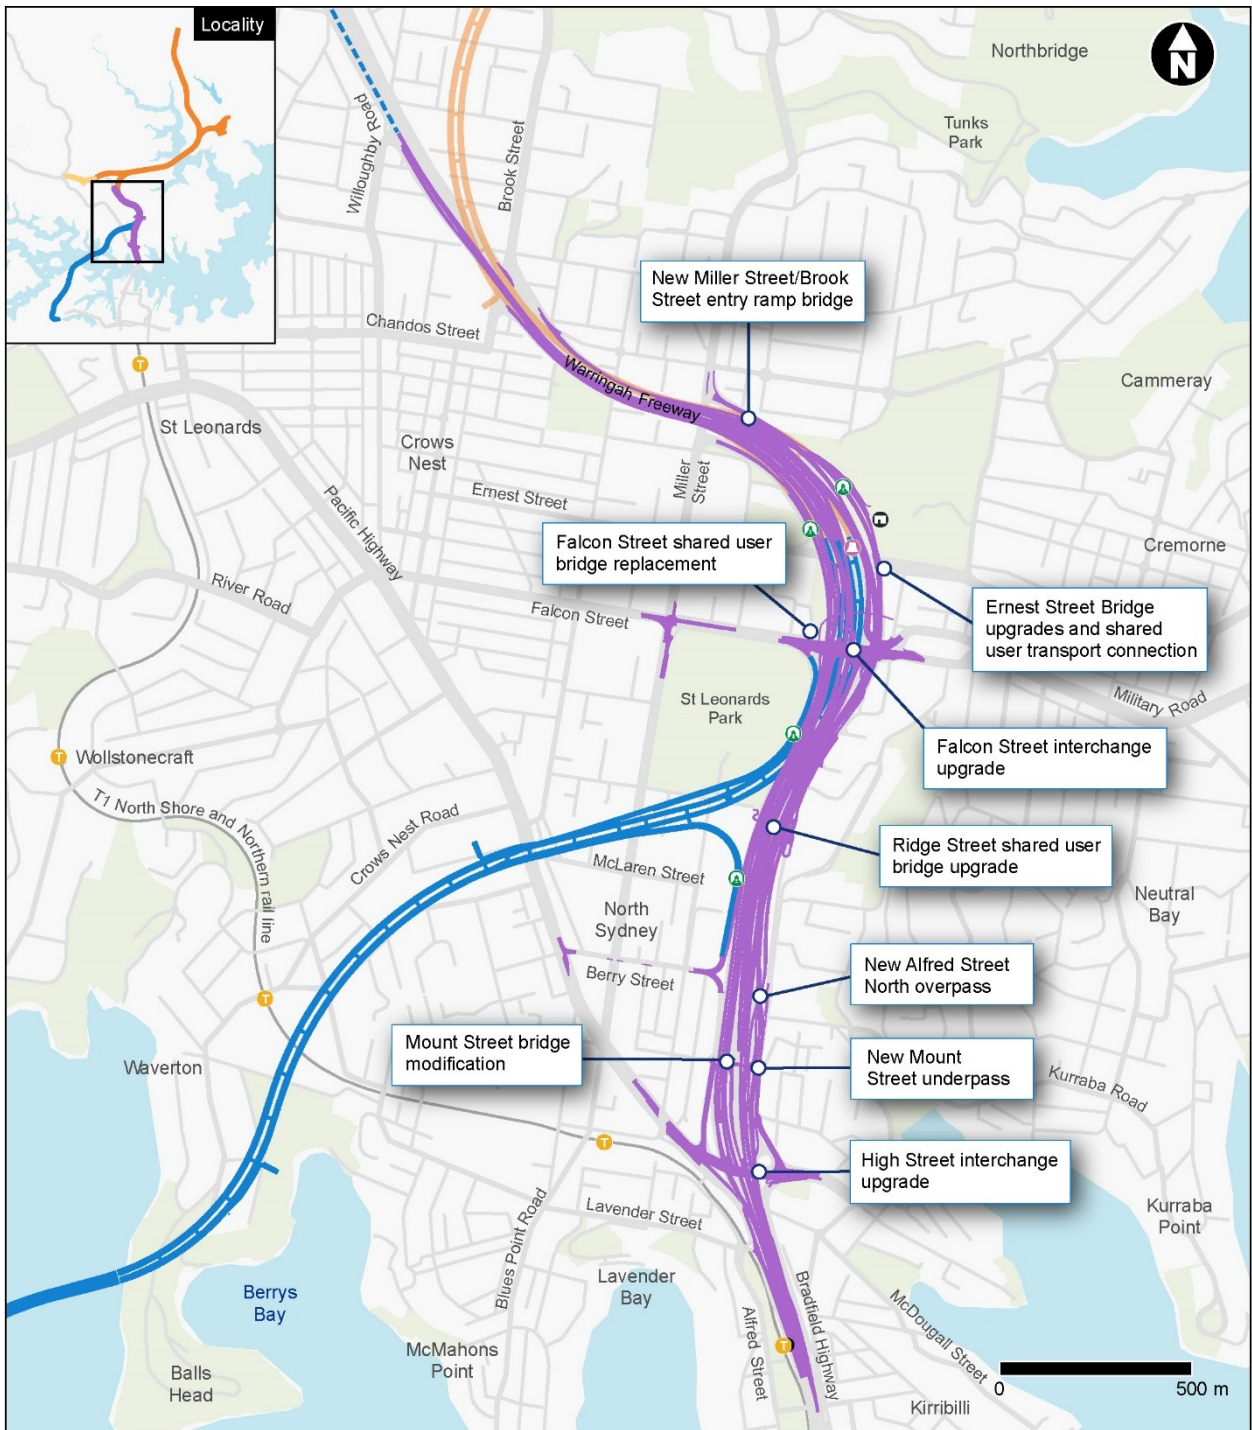 Locality
N
Northbridge
Tunks
Park
Willoughby Road
Brook Street
New Miller Street/Brook
Street entry ramp bridge
Chandos Street
Warringah Freeway
Cammeray
T
St Leonards
Crows
Nest
Miller
Street
Ernest Street
Pacific Highway
Falcon Street shared user
bridge replacement
Cremorne
River Road
Falcon Street
Ernest Street Bridge
upgrades and shared
user transport connection
St Leonards
Park
Military Road
Falcon Street interchange
upgrade
T
Wollstonecraft
T1 North Shore and Northern rail line
Crows Nest Road
Ridge Street shared user
bridge upgrade
McLaren Street
Neutral
Bay
North
Sydney
Berry Street
New Alfred Street
North overpass
T
Mount Street bridge
modification
New Mount
Street underpass
Waverton
Kurraba Road
T
High Street interchange
upgrade
Blues Point Road
Lavender Street
Kurraba
Point
Berrys
Bay
Lavender
Bay
Bradfield Highway
McDougall Street
Alfred Street
T
McMahons
Point
Balls
Head
0
500 m
Kirribilli